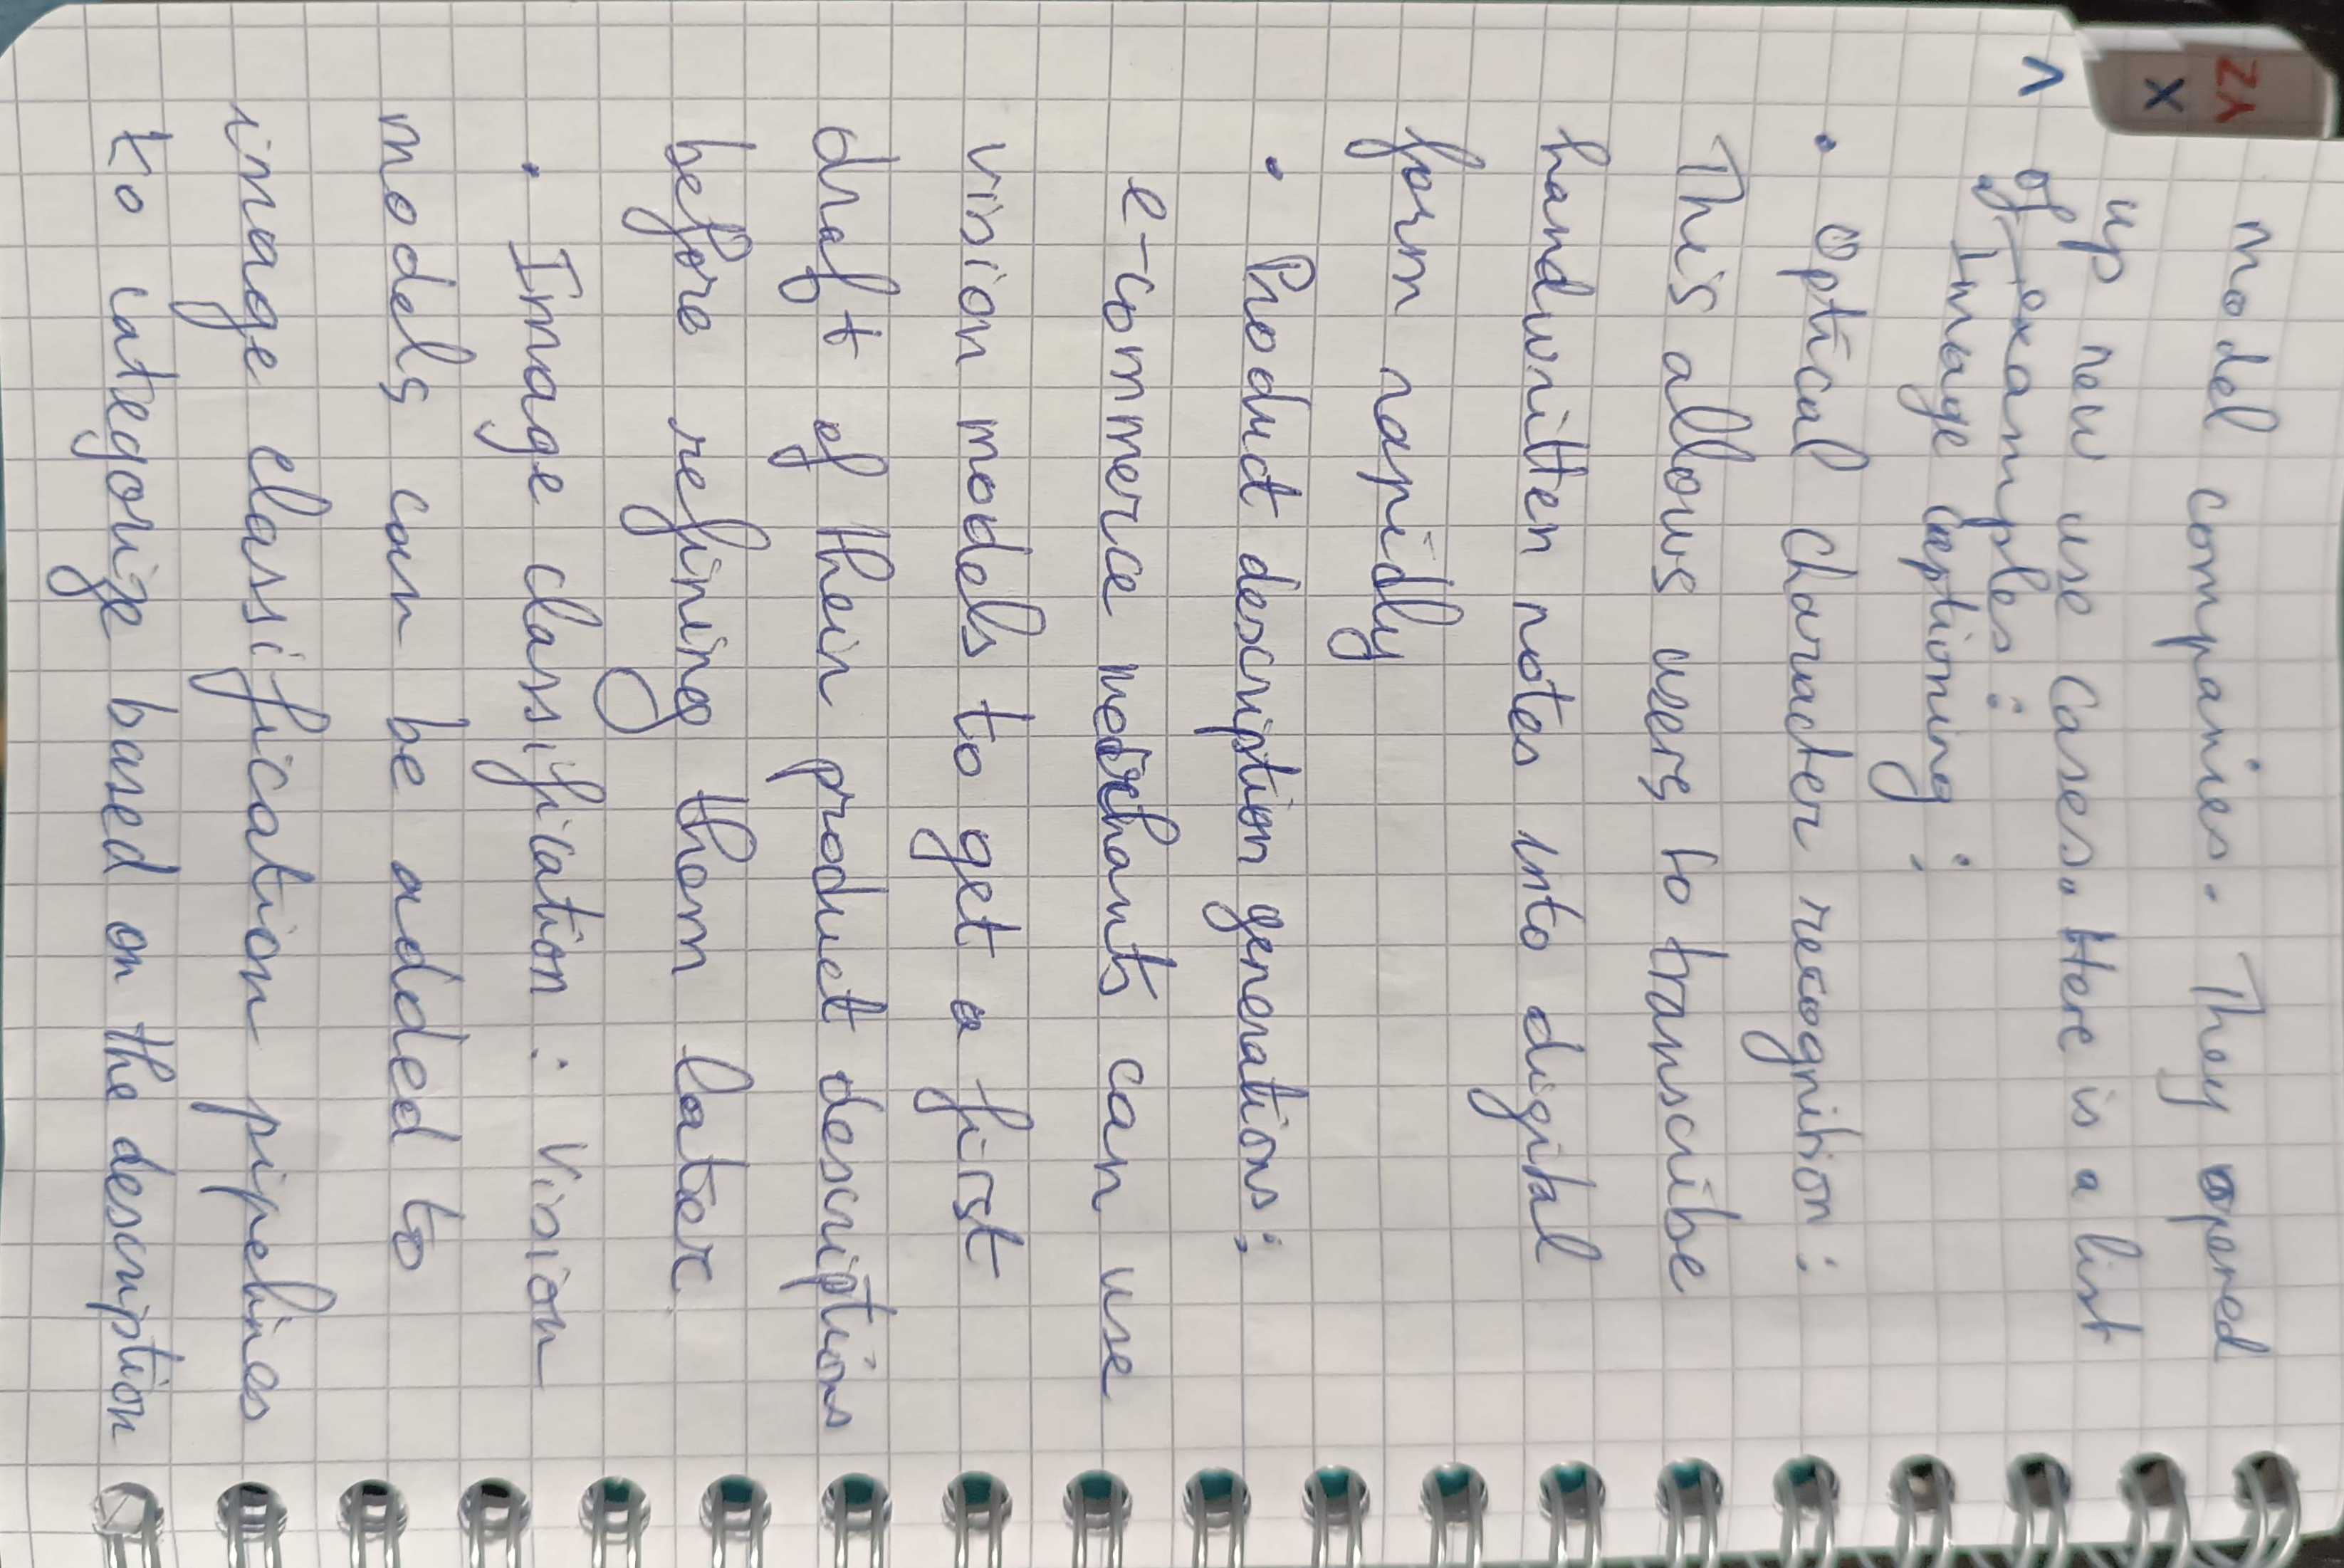 YZ
X
model companies. They opened
up new use cases. Here is a list
of examples :
^
Image Captioning :
• Optical character recognition :
This allows users to transcribe
handwritten notes into digital
form rapidly
• Product description generations :
e-commerce merchants can use
vision models to get a first
draft of their product descriptions
before refining them later
• Image classification : Vision
models can be added to
image classification pipelines
to categorize based on the description